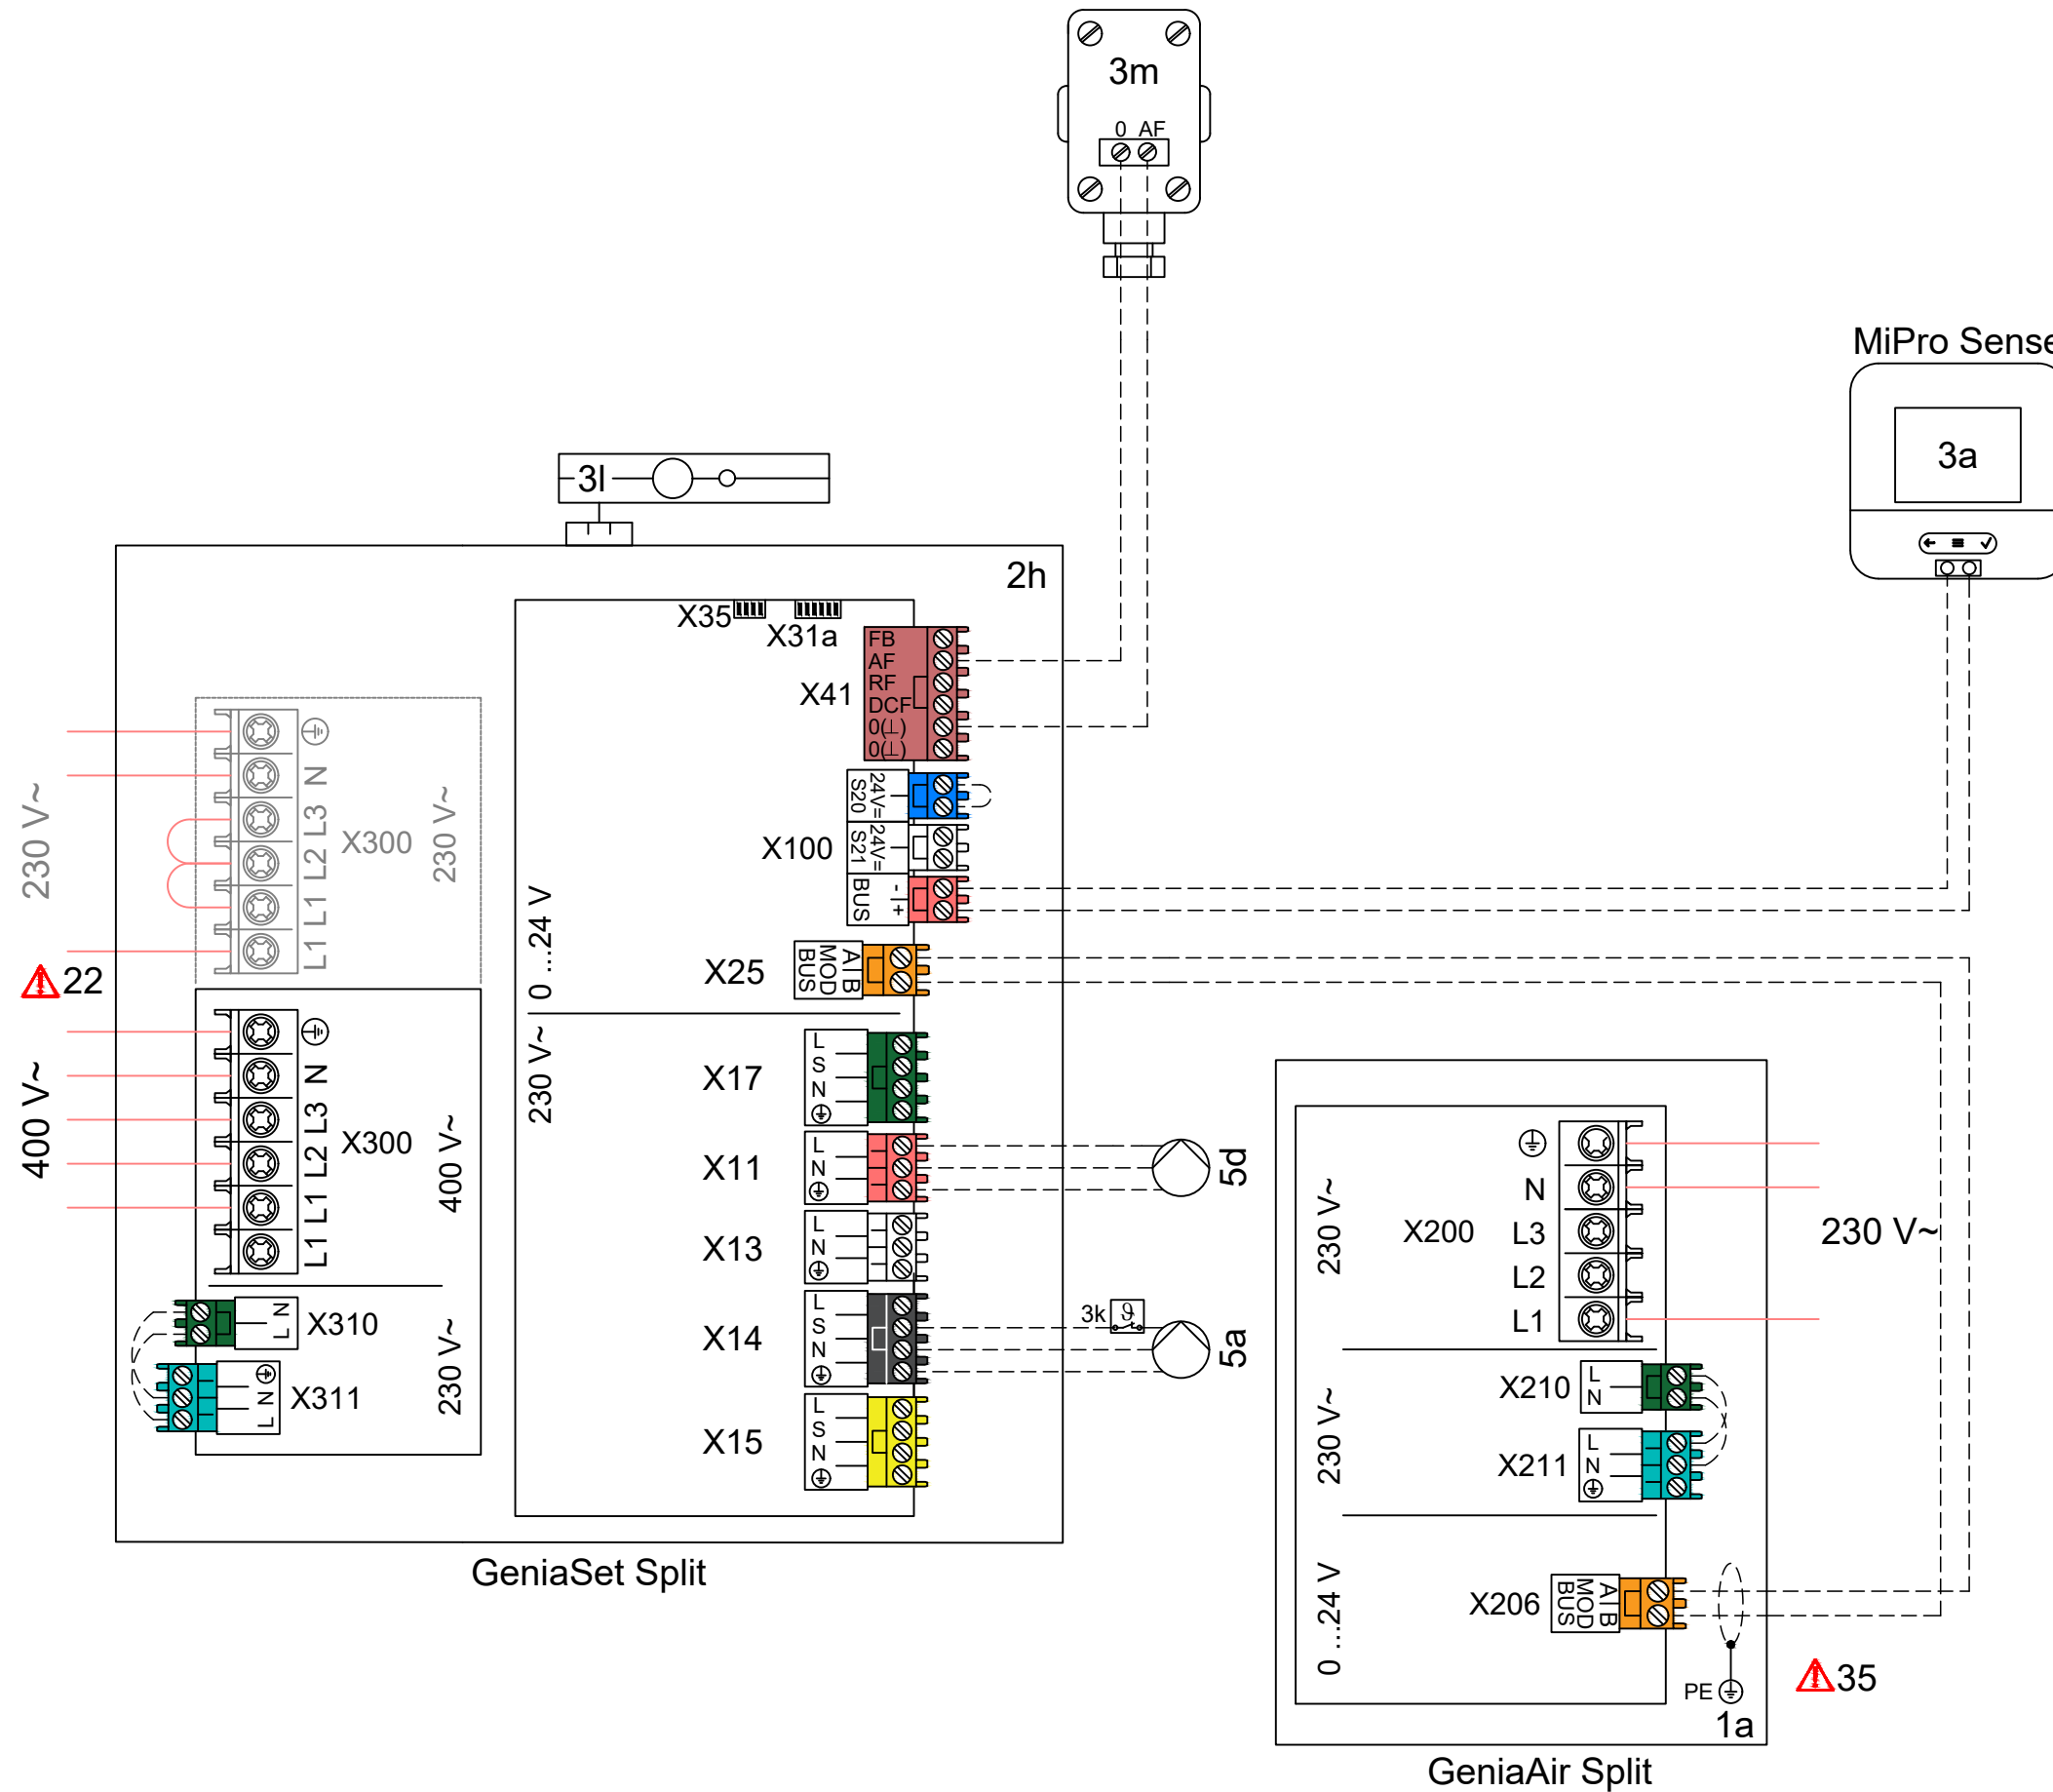 3m
0 AF
MiPro Sense
3a
3l
2h
X35
X31a
FB
AF
RF
DCF
0(⊥)
0(⊥)
X41
24V=
S20
24V=
S21
X100
BUS
- +
0 ...24 V
X25
A B
MOD
BUS
230 V~
N
L3
L2
L1
L1
X300
230 V~
22
400 V~
N
L3
L2
L1
L1
X300
400 V~
L N
X310
L N
X311
230 V~
230 V~
X17
L
S
N
X11
L
N
5d
X13
L
N
X14
L
S
N
3k
ϑ
5a
X15
L
S
N
GeniaSet Split
230 V~
X200
N
L3
L2
L1
230 V~
230 V~
X210
L
N
X211
L
N
0 ...24 V
X206
A B
MOD
BUS
PE
35
1a
GeniaAir Split